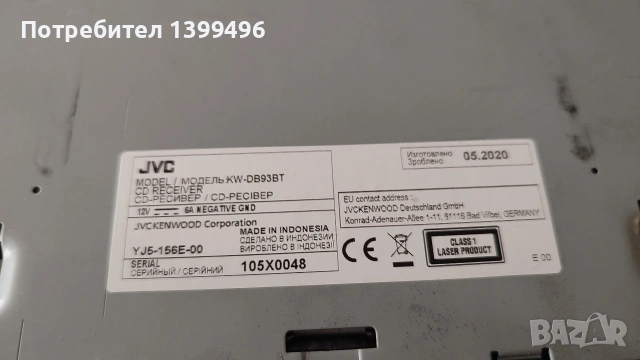 Потребител 1399496
JVC
MODEL / МОДЕЛЬ:KW-DB93BT
CD RECEIVER
CD-РЕСИВЕР / CD-РЕСІВЕР
12V 6A NEGATIVE GND
JVCKENWOOD Corporation
MADE IN INDONESIA
СДЕЛАНО В ИНДОНЕЗИИ
ВИРОБЛЕНО В ІНДОНЕЗІЇ
YJ5-156E-00
SERIAL
СЕРИЙНЫЙ / СЕРІЙНИЙ
105X0048
Изготовлено
Зроблено
05.2020
EU contact address :
JVCKENWOOD Deutschland GmbH
Konrad-Adenauer-Allee 1-11, 61118 Bad Vilbel, GERMANY
CLASS 1
LASER PRODUCT
E 00
BAZAR
bg